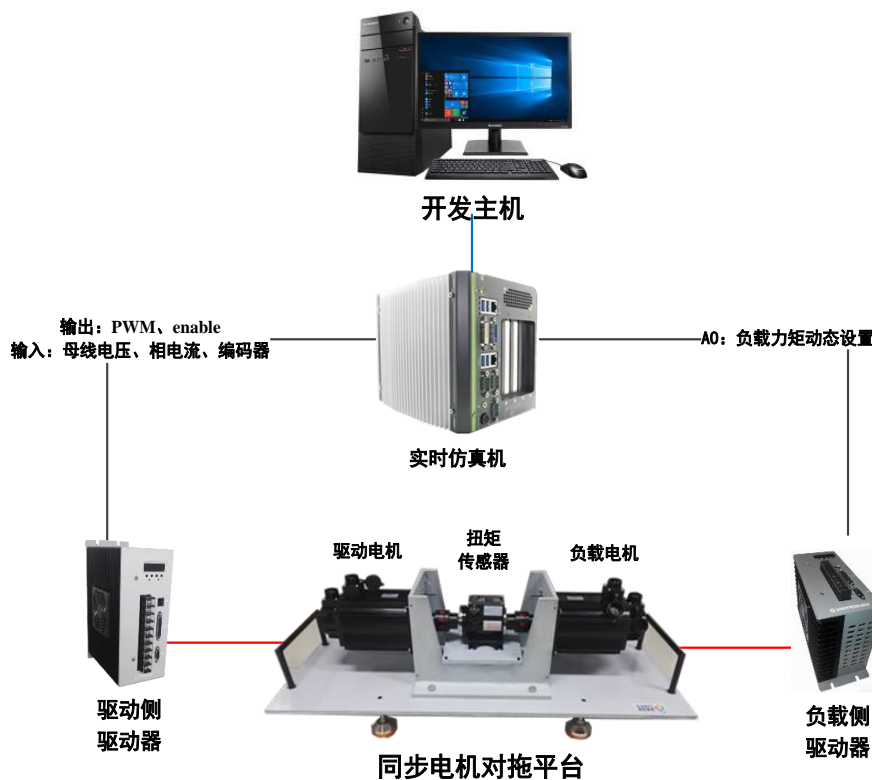 开发主机
输出：PWM、enable
输入：母线电压、相电流、编码器
AO：负载力矩动态设置
实时仿真机
驱动电机
扭矩
传感器
负载电机
驱动侧
驱动器
负载侧
驱动器
同步电机对拖平台